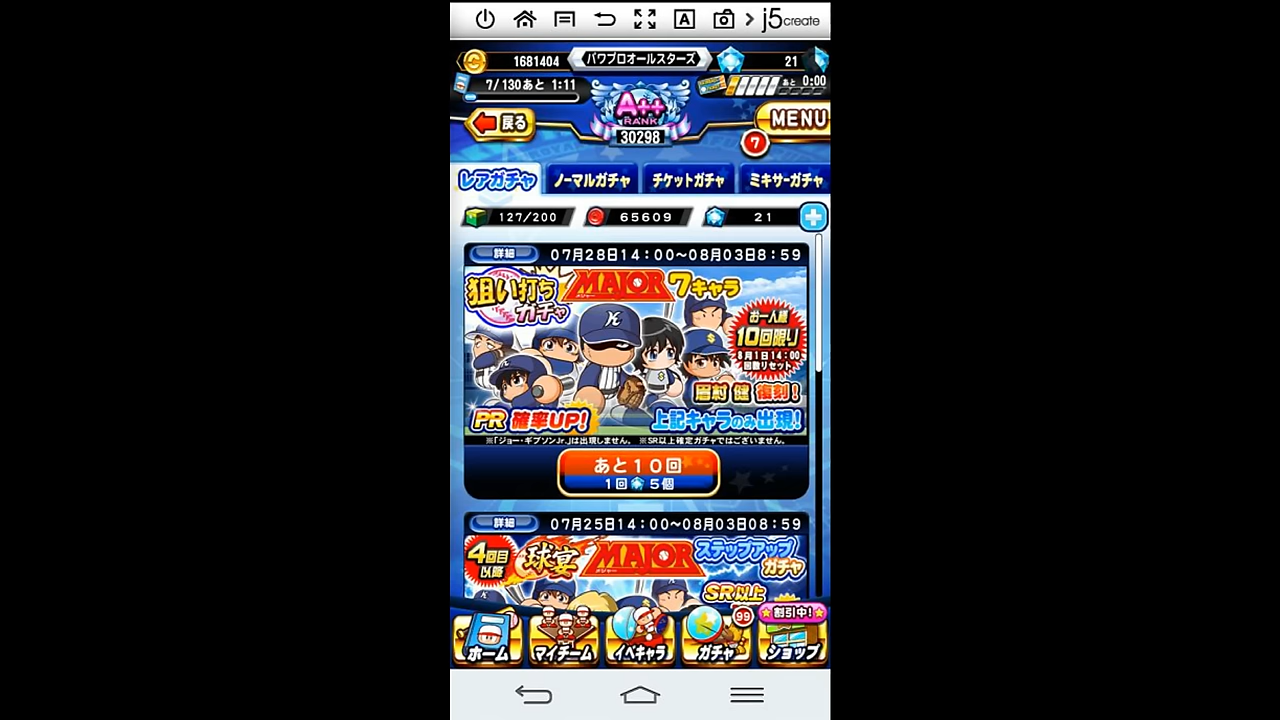 A j5create
1681404 パワプロオールスターズ 21
7/130あと 1:11 あと 0:00
A++
RANK
30298
戻る
MENU
7
レアガチャ ノーマルガチャ チケットガチャ ミキサーガチャ
127/200 65609 21
詳細 07月28日14:00~08月03日8:59
狙い打ち
ガチャ
MAJOR
メジャー
7キャラ
お一人様
10回限り
8月1日14:00
回数リセット
眉村 健 復刻!
PR 確率UP!
上記キャラのみ出現!
※「ジョー・ギブソンJr.」は出現しません。 ※SR以上確定ガチャではございません。
あと10回
1回 5個
詳細 07月25日14:00~08月03日08:59
4回目
以降
球宴
MAJOR
メジャー
ステップアップ
ガチャ
SR以上
99 割引中!
ホーム マイチーム イベキャラ ガチャ ショップ